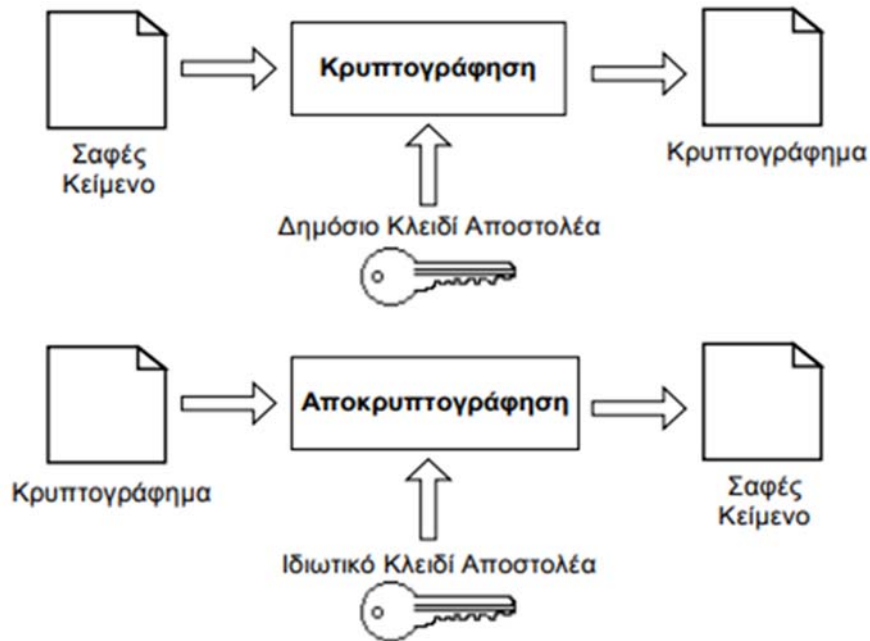 Κρυπτογράφηση
Σαφές
Κείμενο
Κρυπτογράφημα
Δημόσιο Κλειδί Αποστολέα
Αποκρυπτογράφηση
Κρυπτογράφημα
Σαφές
Κείμενο
Ιδιωτικό Κλειδί Αποστολέα